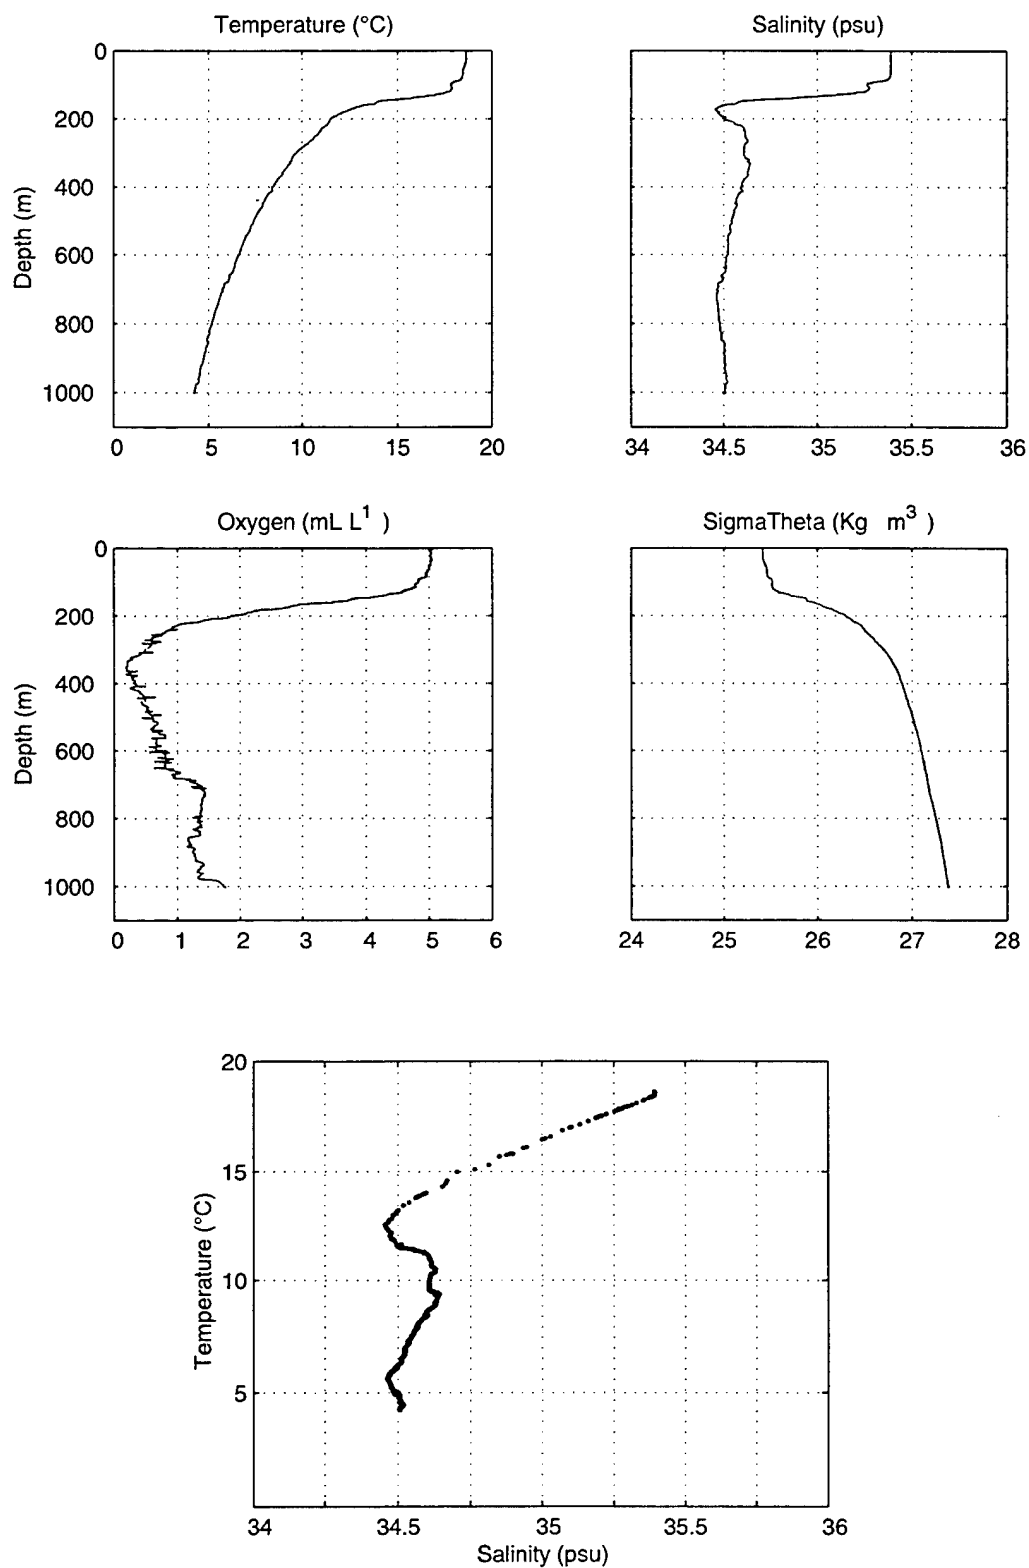 Temperature (°C)
Salinity (psu)
0
200
400
600
800
1000
Depth (m)
0 5 10 15 20
34 34.5 35 35.5 36
Oxygen (mL L1 )
SigmaTheta (Kg m3 )
0
200
400
600
800
1000
Depth (m)
0 1 2 3 4 5 6
24 25 26 27 28
20
15
10
5
Temperature (°C)
34 34.5 35 35.5 36
Salinity (psu)